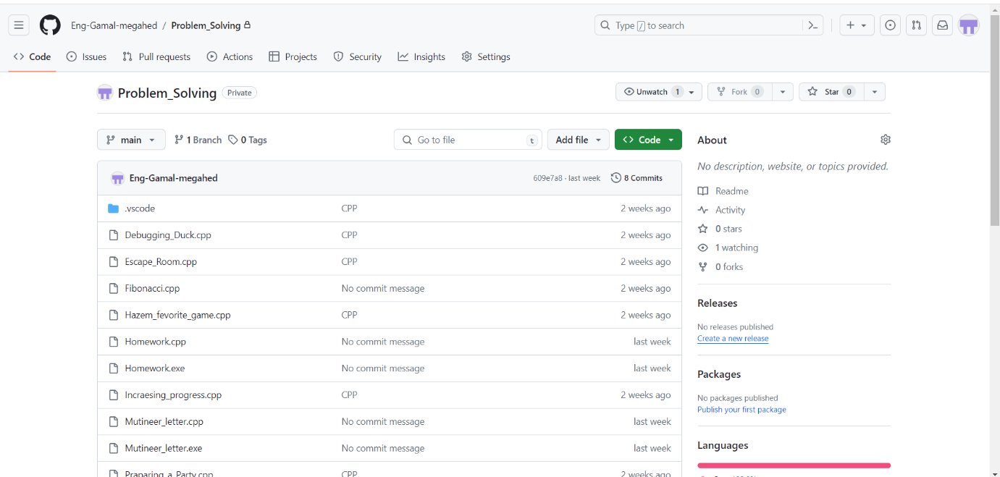 Eng-Gamal-megahed / Problem_Solving Type / to search
Code Issues Pull requests Actions Projects Security Insights Settings
Problem_Solving Private Unwatch 1 Fork 0 Star 0
main 1 Branch 0 Tags Go to file t Add file Code
About
No description, website, or topics provided.
Eng-Gamal-megahed 609e7a8 · last week 8 Commits
.vscode CPP 2 weeks ago
Debugging_Duck.cpp CPP 2 weeks ago
Escape_Room.cpp CPP 2 weeks ago
Fibonacci.cpp No commit message 2 weeks ago
Hazem_fevorite_game.cpp CPP 2 weeks ago
Homework.cpp No commit message last week
Homework.exe No commit message last week
Incraesing_progress.cpp CPP 2 weeks ago
Mutineer_letter.cpp No commit message last week
Mutineer_letter.exe No commit message last week
Praparing_a_Party.cpp CPP 2 weeks ago
Readme
Activity
0 stars
1 watching
0 forks
Releases
No releases published
Create a new release
Packages
No packages published
Publish your first package
Languages